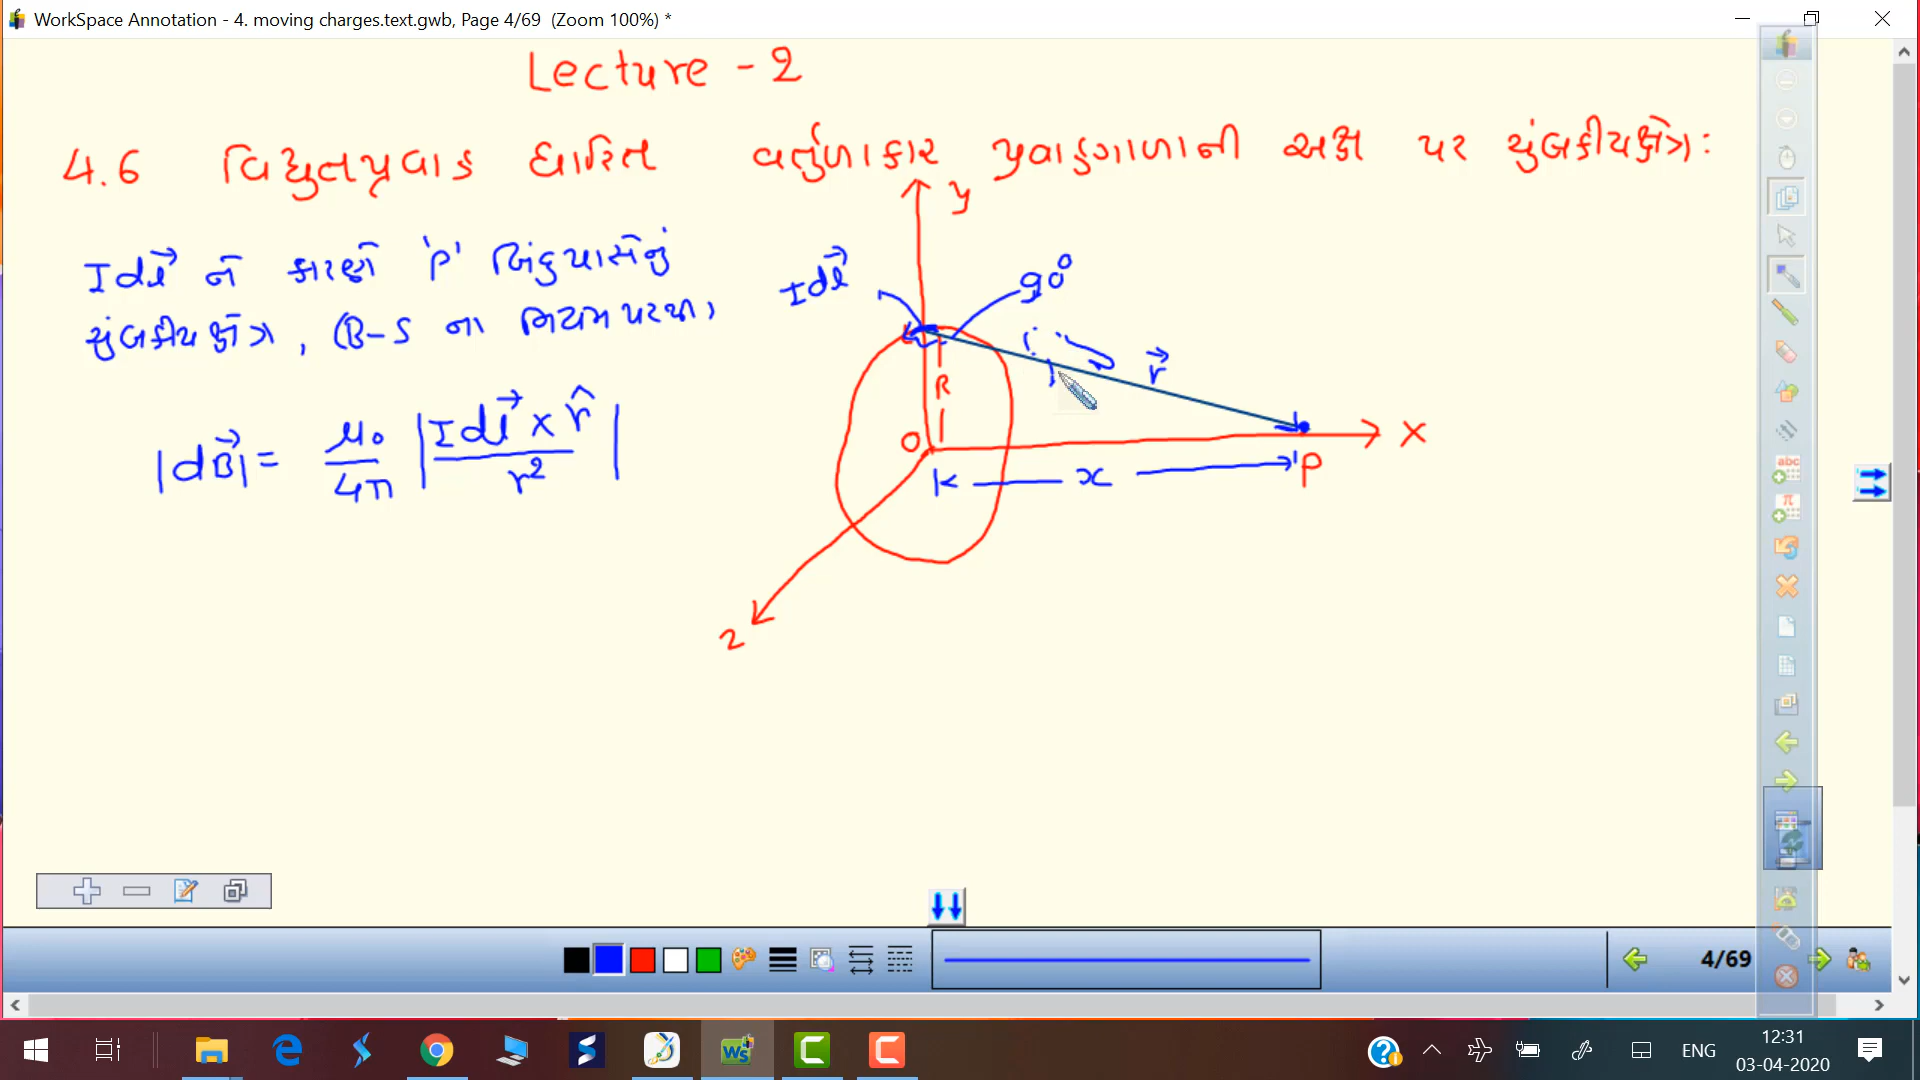 WorkSpace Annotation - 4. moving charges.text.gwb, Page 4/69 (Zoom 100%) *
Lecture - 2
4.6 વિદ્યુતપ્રવાહ ધારિત વર્તુળાકાર પ્રવાહગાળાની અક્ષ પર ચુંબકીયક્ષેત્ર :
y
Idl⃗ ને કારણે 'P' બિંદુપાસેનું
ચુંબકીયક્ષેત્ર, (B-S ના નિયમ પરથી)
Idl⃗
90°
r̂
r⃗
R
|dB⃗| = μ₀/4π |Idl⃗ × r̂ / r²|
O
X
x
P
z
4/69
ENG
12:31
03-04-2020